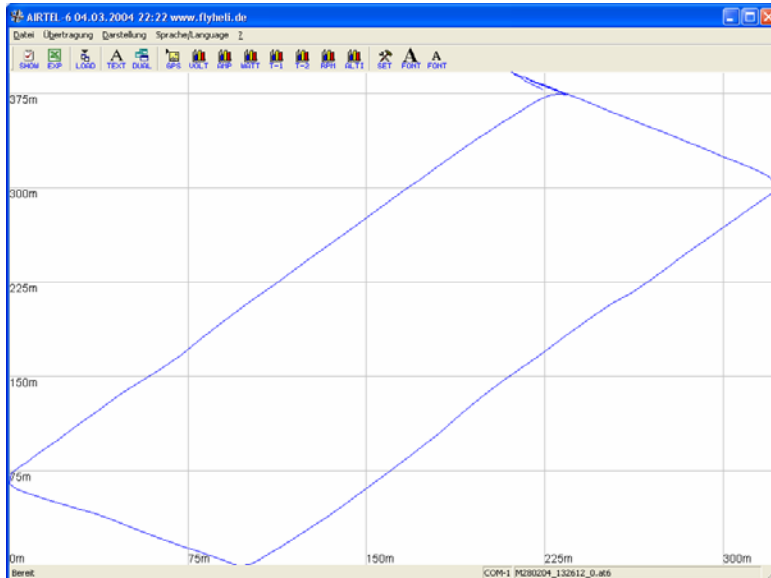 AIRTEL-6 04.03.2004 22:22 www.flyheli.de
Datei Übertragung Darstellung Sprache/Language ?
SHOW EXP LOAD TEXT DUAL GPS VOLT AMP WATT T-1 T-2 RPM ALTI SET FONT FONT
375m
300m
225m
150m
75m
0m 75m 150m 225m 300m
Bereit COM-1 M280204_132612_0.at6